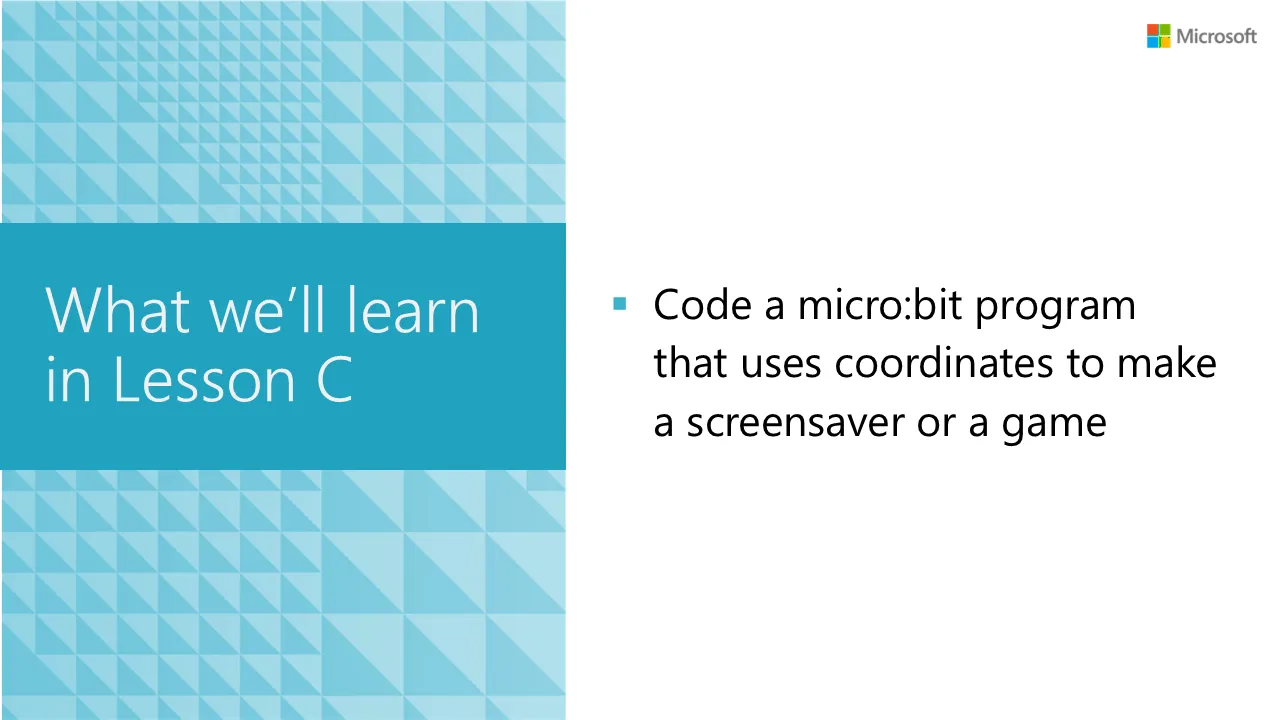 Microsoft
What we’ll learn
in Lesson C
▪ Code a micro:bit program
that uses coordinates to make
a screensaver or a game